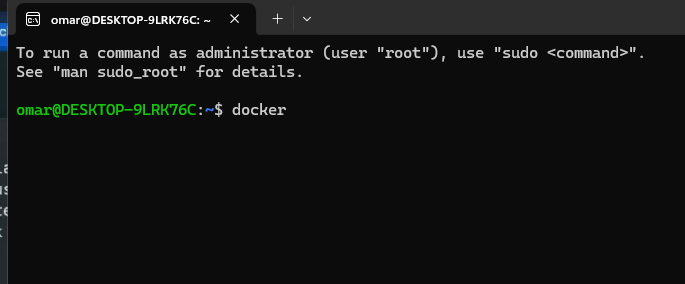 omar@DESKTOP-9LRK76C: ~
To run a command as administrator (user "root"), use "sudo <command>".
See "man sudo_root" for details.
omar@DESKTOP-9LRK76C:~$ docker